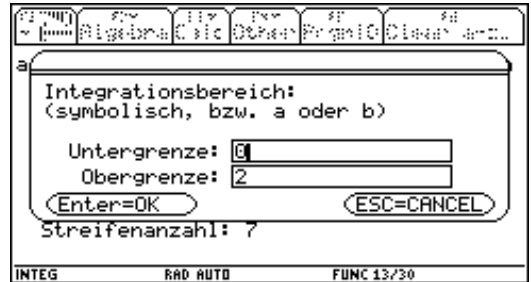 Algebra Calc Other PrgmIO Clean
a
Integrationsbereich:
(symbolisch, bzw. a oder b)
Untergrenze: 0
Obergrenze: 2
Enter=OK
ESC=CANCEL
Streifenanzahl: 7
INTEG RAD AUTO FUNC 13/30